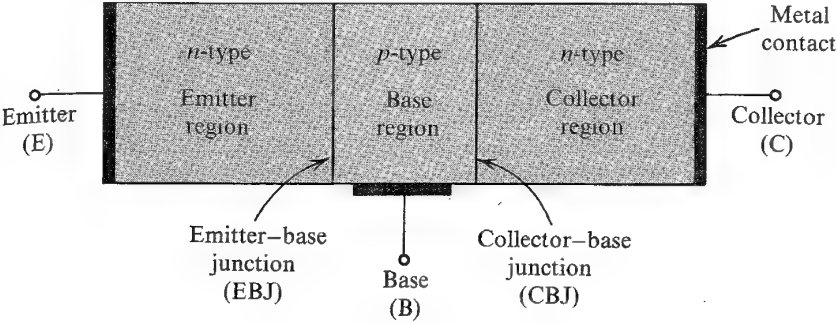 n-type
Emitter
region
p-type
Base
region
n-type
Collector
region
Metal
contact
Emitter
(E)
Collector
(C)
Emitter–base
junction
(EBJ)
Base
(B)
Collector–base
junction
(CBJ)